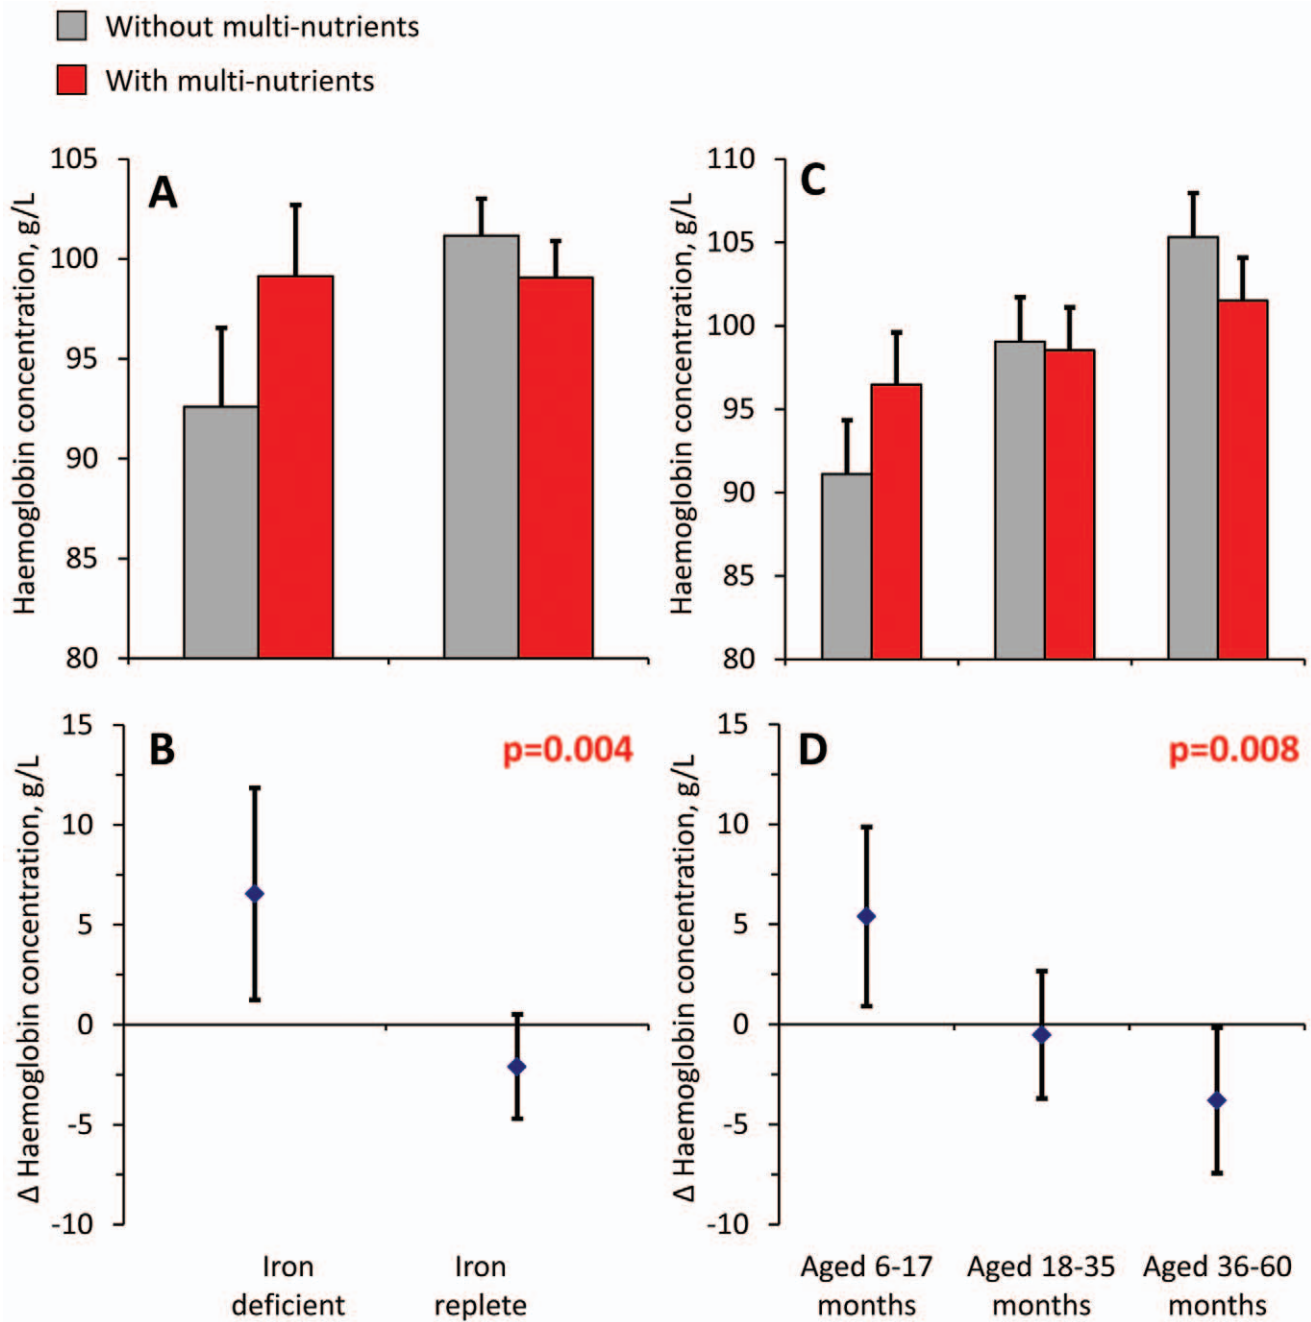 Without multi-nutrients
With multi-nutrients
A
Haemoglobin concentration, g/L
105
100
95
90
85
80
C
Haemoglobin concentration, g/L
110
105
100
95
90
85
80
B
p=0.004
Δ Haemoglobin concentration, g/L
15
10
5
0
-5
-10
Iron
deficient
Iron
replete
D
p=0.008
Δ Haemoglobin concentration, g/L
15
10
5
0
-5
-10
Aged 6-17
months
Aged 18-35
months
Aged 36-60
months